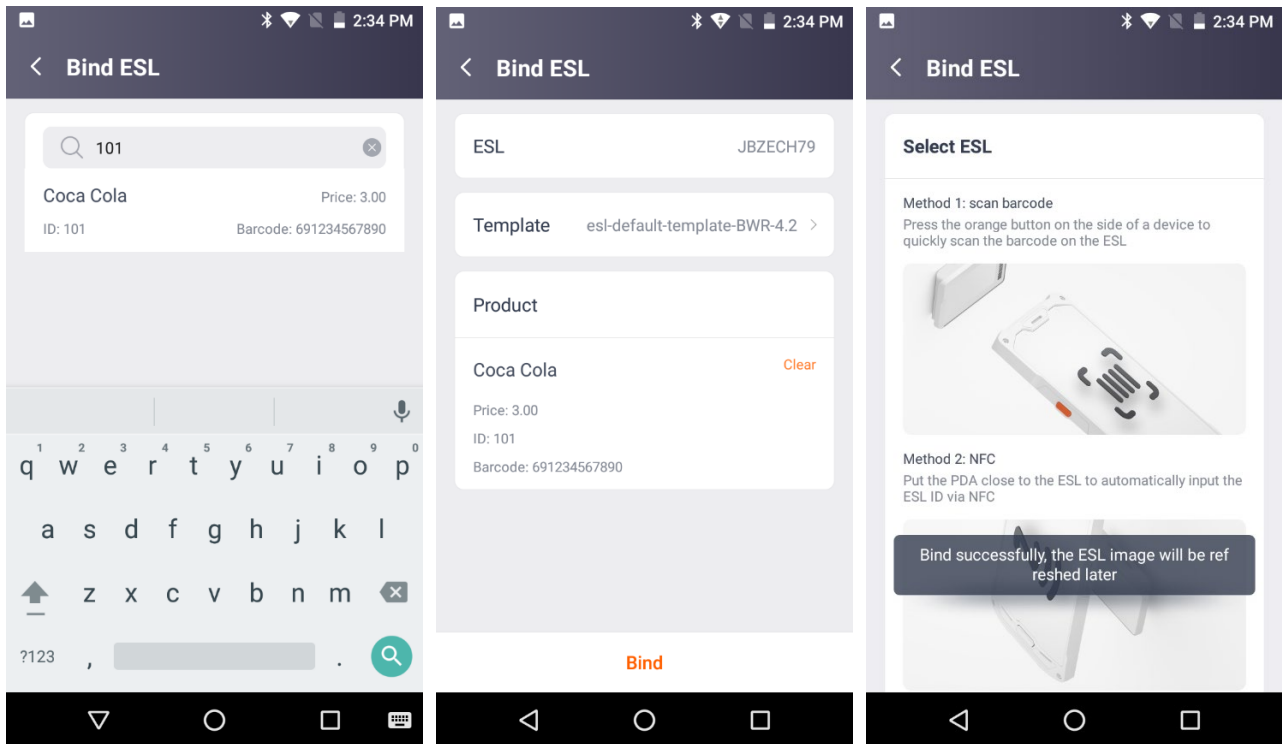 2:34 PM
Bind ESL
101
Coca Cola
Price: 3.00
ID: 101
Barcode: 691234567890
1 2 3 4 5 6 7 8 9 0
q w e r t y u i o p
a s d f g h j k l
z x c v b n m
?123 , .
2:34 PM
Bind ESL
ESL
JBZECH79
Template
esl-default-template-BWR-4.2
Product
Coca Cola
Clear
Price: 3.00
ID: 101
Barcode: 691234567890
Bind
2:34 PM
Bind ESL
Select ESL
Method 1: scan barcode
Press the orange button on the side of a device to
quickly scan the barcode on the ESL
Method 2: NFC
Put the PDA close to the ESL to automatically input the
ESL ID via NFC
Bind successfully, the ESL image will be ref
reshed later